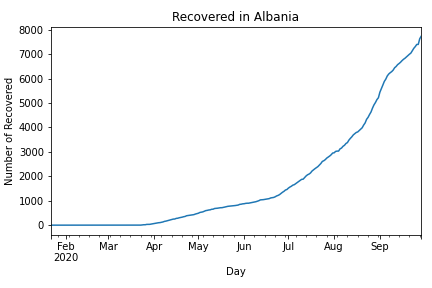 Recovered in Albania
8000
7000
6000
5000
4000
3000
2000
1000
0
Number of Recovered
Feb Mar Apr May Jun Jul Aug Sep
2020
Day